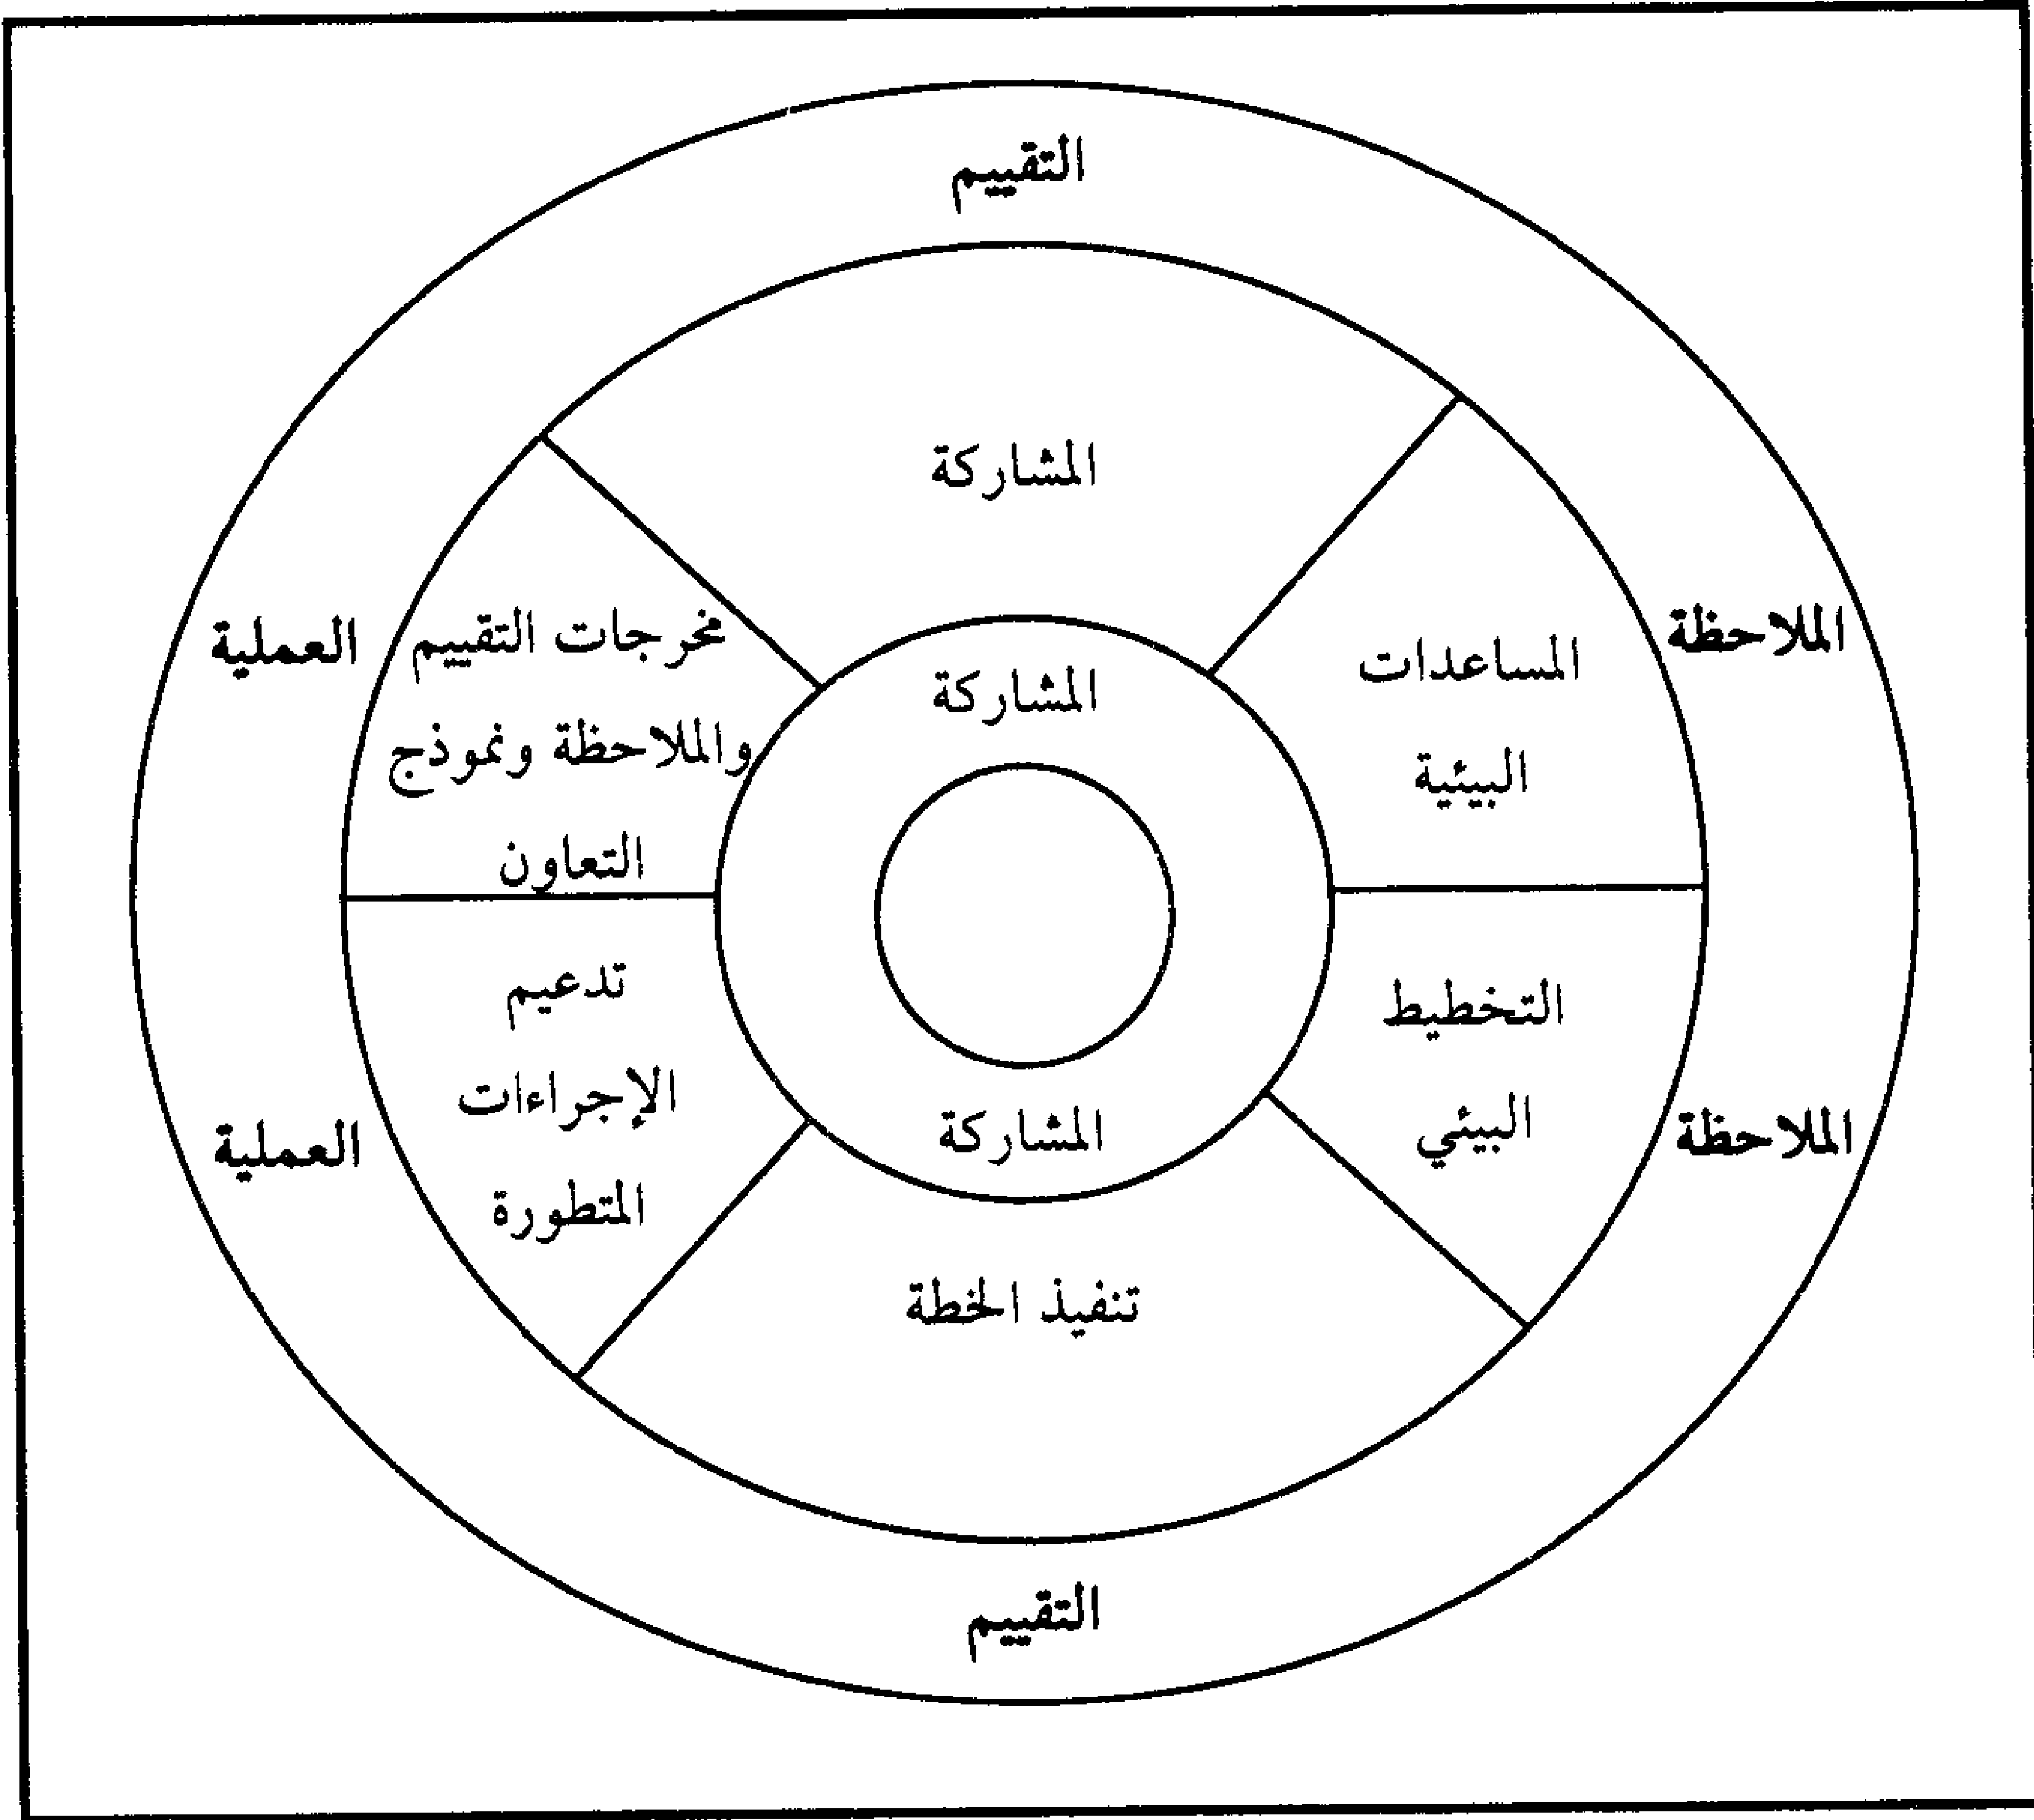 التقييم
المشاركة
الملاحظة
المساعدات
البيئية
المشاركة
مخرجات التقييم
والملاحظة ونموذج
التعاون
العملية
التخطيط
البيئي
الملاحظة
المشاركة
تدعيم
الإجراءات
المتطورة
العملية
تنفيذ الخطة
التقييم